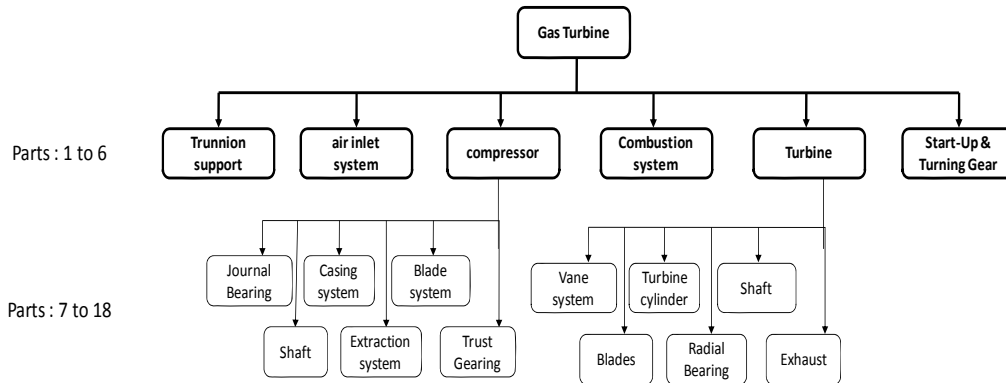 Gas Turbine
Parts : 1 to 6
Trunnion
support
air inlet
system
compressor
Combustion
system
Turbine
Start-Up &
Turning Gear
Parts : 7 to 18
Journal
Bearing
Casing
system
Blade
system
Shaft
Extraction
system
Trust
Gearing
Vane
system
Turbine
cylinder
Shaft
Blades
Radial
Bearing
Exhaust